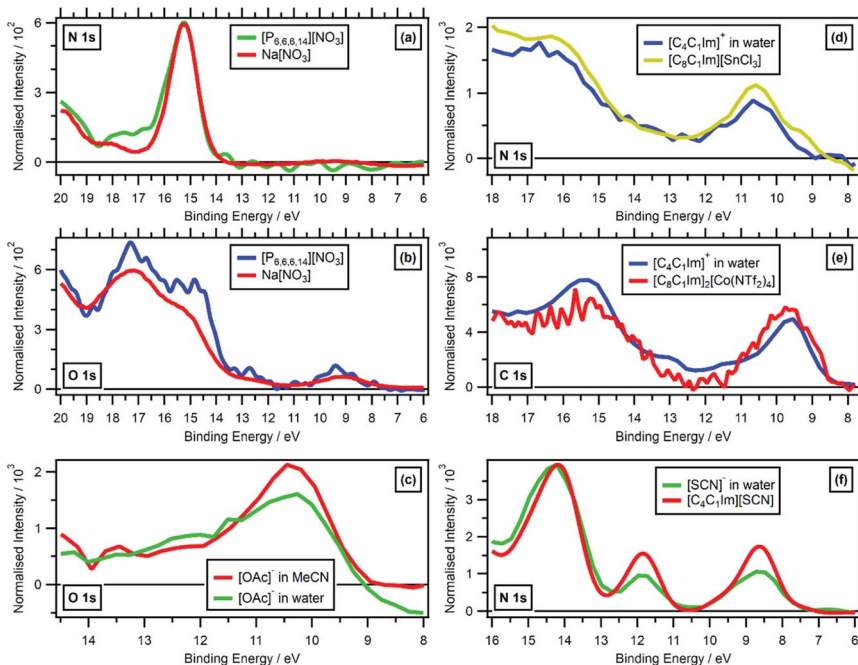 Normalised Intensity / 10²
6
3
0
N 1s
[P₆,₆,₆,₁₄][NO₃]
Na[NO₃]
(a)
20 19 18 17 16 15 14 13 12 11 10 9 8 7 6
Binding Energy / eV
Normalised Intensity / 10³
2
1
0
[C₄C₁Im]⁺ in water
[C₈C₁Im][SnCl₃]
(d)
N 1s
18 17 16 15 14 13 12 11 10 9 8
Binding Energy / eV
Normalised Intensity / 10²
9
6
3
0
[P₆,₆,₆,₁₄][NO₃]
Na[NO₃]
(b)
O 1s
20 19 18 17 16 15 14 13 12 11 10 9 8 7 6
Binding Energy / eV
Normalised Intensity / 10³
10
8
6
4
2
0
[C₄C₁Im]⁺ in water
[C₈C₁Im]₂[Co(NTf₂)₄]
(e)
C 1s
18 17 16 15 14 13 12 11 10 9 8
Binding Energy / eV
Normalised Intensity / 10³
2
1
0
(c)
[OAc]⁻ in MeCN
[OAc]⁻ in water
O 1s
14 13 12 11 10 9 8
Binding Energy / eV
Normalised Intensity / 10³
3
2
1
0
[SCN]⁻ in water
[C₄C₁Im][SCN]
(f)
N 1s
16 15 14 13 12 11 10 9 8 7 6
Binding Energy / eV